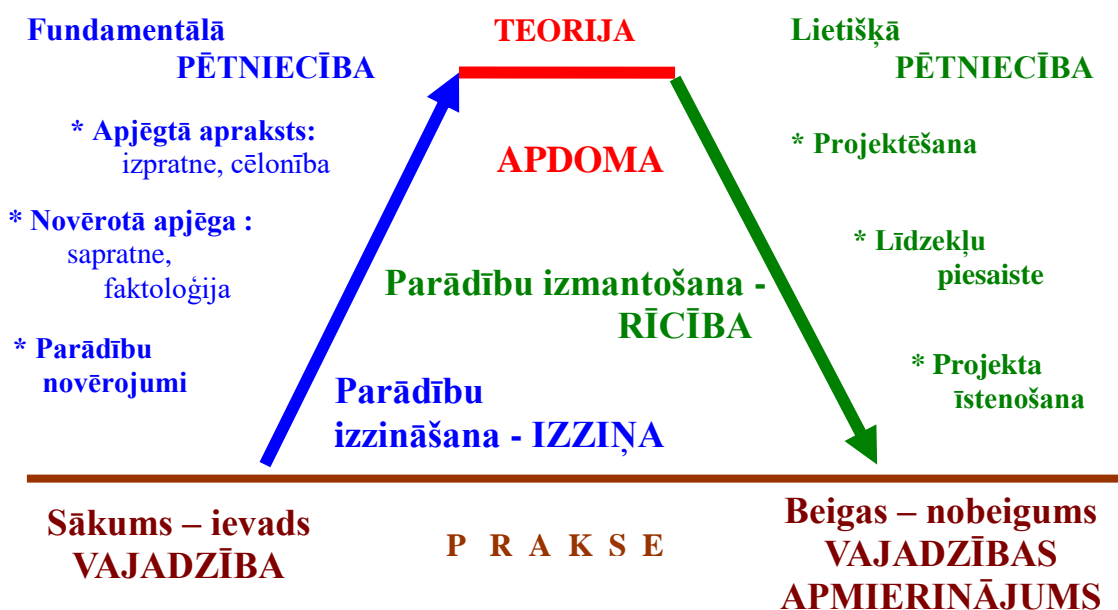 Fundamentālā
PĒTNIECĪBA
* Apjēgtā apraksts:
izpratne, cēlonība
* Novērotā apjēga :
sapratne,
faktoloģija
* Parādību
novērojumi
TEORIJA
APDOMA
Parādību izmantošana -
RĪCĪBA
Parādību
izzināšana - IZZIŅA
Lietišķā
PĒTNIECĪBA
* Projektēšana
* Līdzekļu
piesaiste
* Projekta
īstenošana
Sākums – ievads
VAJADZĪBA
P R A K S E
Beigas – nobeigums
VAJADZĪBAS
APMIERINĀJUMS